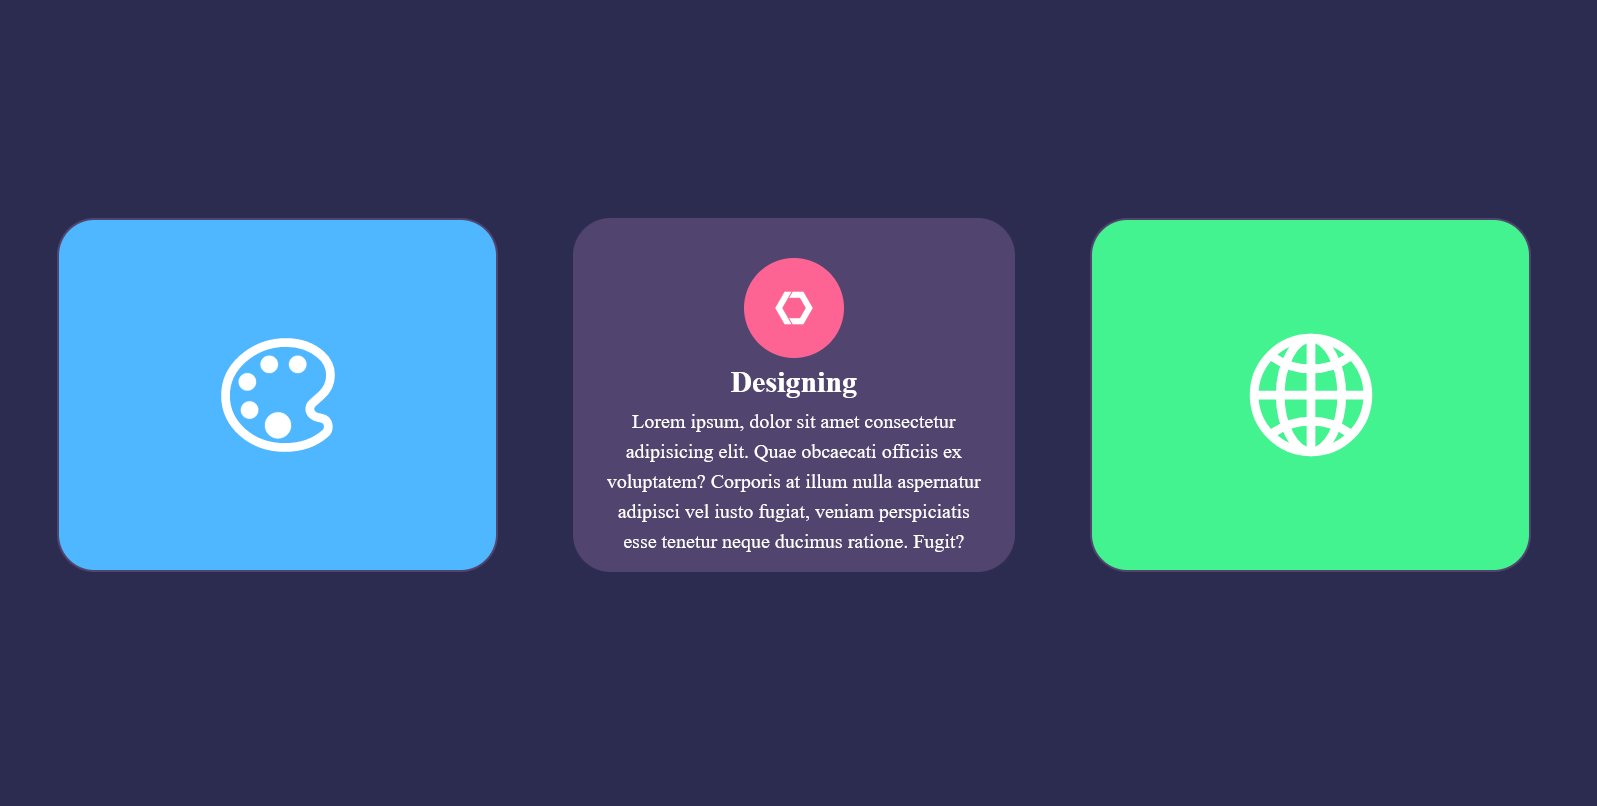 Designing
Lorem ipsum, dolor sit amet consectetur
adipisicing elit. Quae obcaecati officiis ex
voluptatem? Corporis at illum nulla aspernatur
adipisci vel iusto fugiat, veniam perspiciatis
esse tenetur neque ducimus ratione. Fugit?